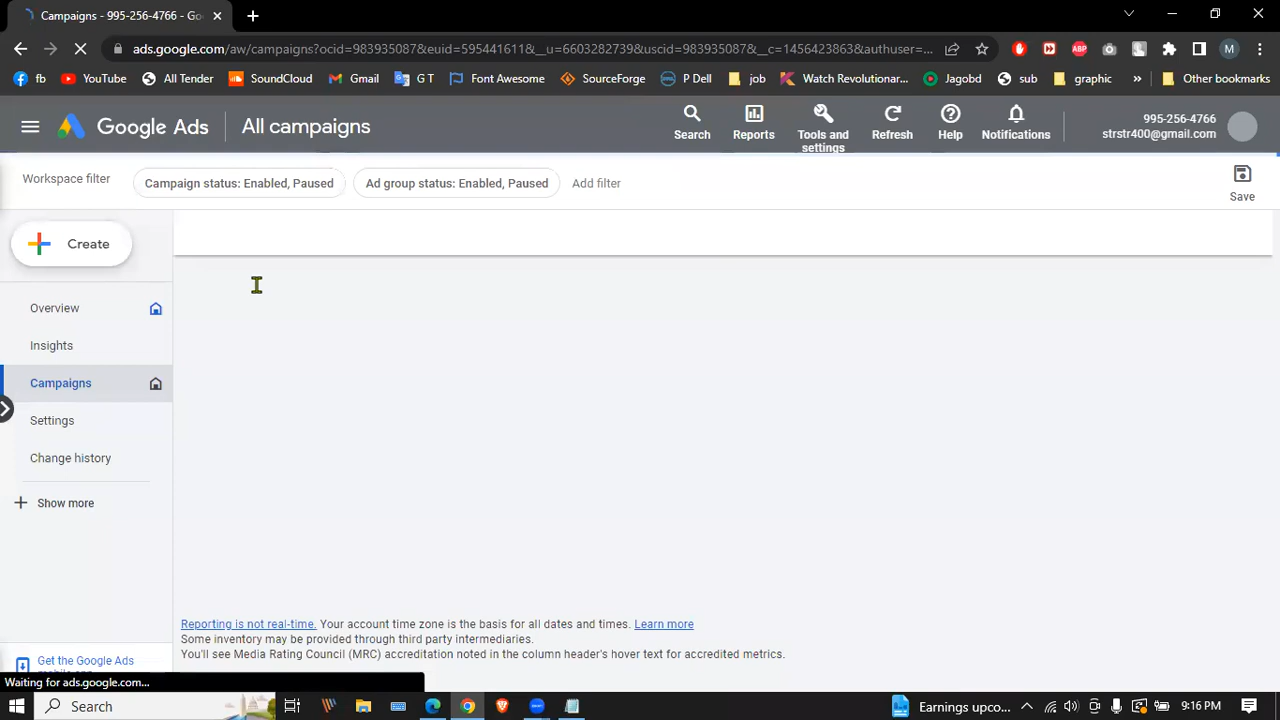 Campaigns - 995-256-4766 - Go
ads.google.com/aw/campaigns?ocid=983935087&euid=595441611&__u=6603282739&uscid=983935087&__c=1456423863&authuser=...
fb YouTube All Tender SoundCloud Gmail G T Font Awesome SourceForge P Dell job Watch Revolutionar... Jagobd sub graphic » Other bookmarks
Google Ads All campaigns
Search Reports Tools and settings Refresh Help Notifications
995-256-4766
strstr400@gmail.com
Workspace filter Campaign status: Enabled, Paused Ad group status: Enabled, Paused Add filter Save
Create
Overview
Insights
Campaigns
Settings
Change history
Show more
Reporting is not real-time. Your account time zone is the basis for all dates and times. Learn more
Some inventory may be provided through third party intermediaries.
You'll see Media Rating Council (MRC) accreditation noted in the column header's hover text for accredited metrics.
Get the Google Ads
Waiting for ads.google.com...
Search Earnings upco... 9:16 PM